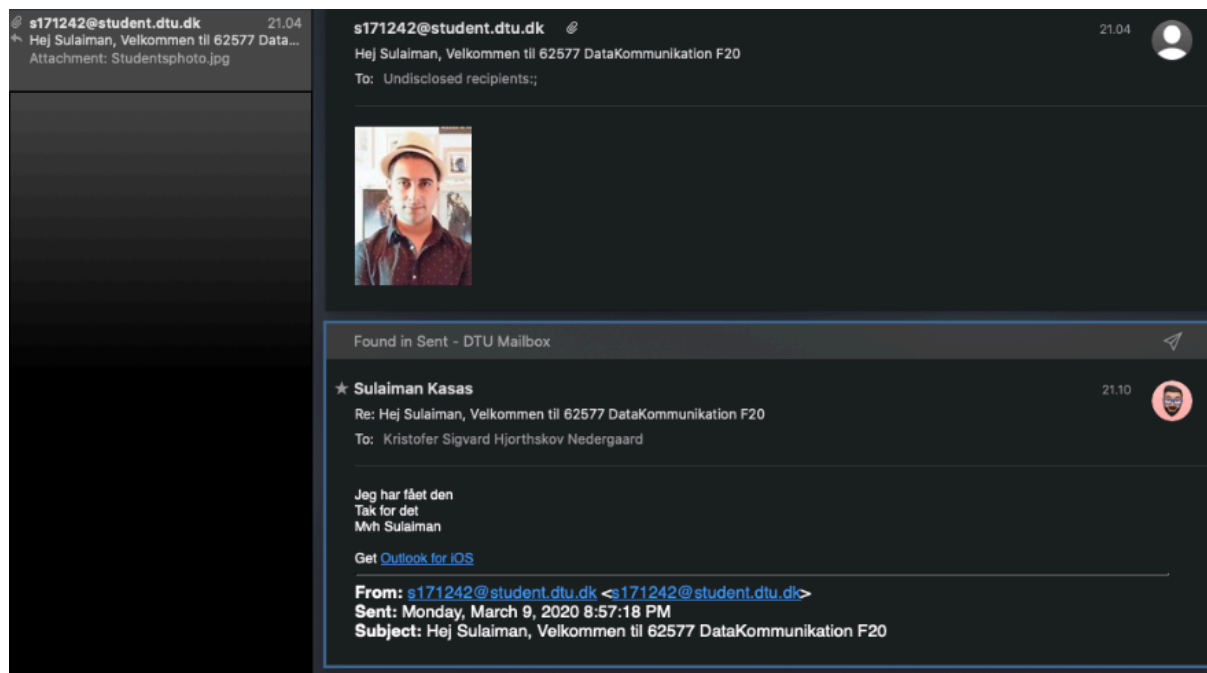 s171242@student.dtu.dk 21.04
Hej Sulaiman, Velkommen til 62577 Data...
Attachment: Studentsphoto.jpg
s171242@student.dtu.dk 21.04
Hej Sulaiman, Velkommen til 62577 DataKommunikation F20
To: Undisclosed recipients:;
Found in Sent - DTU Mailbox
Sulaiman Kasas 21.10
Re: Hej Sulaiman, Velkommen til 62577 DataKommunikation F20
To: Kristofer Sigvard Hjorthskov Nedergaard
Jeg har fået den
Tak for det
Mvh Sulaiman
Get Outlook for iOS
From: s171242@student.dtu.dk <s171242@student.dtu.dk>
Sent: Monday, March 9, 2020 8:57:18 PM
Subject: Hej Sulaiman, Velkommen til 62577 DataKommunikation F20